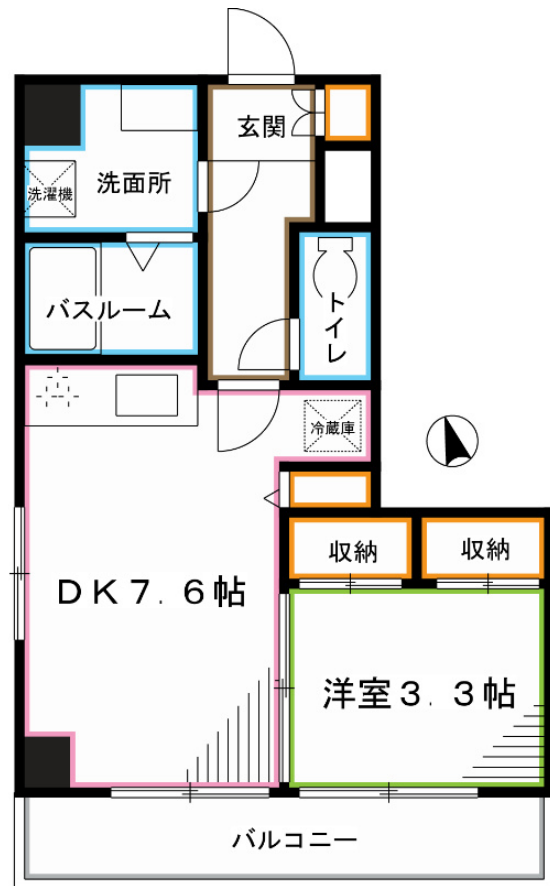 玄関
洗面所
洗濯機
バスルーム
トイレ
冷蔵庫
収納
収納
DK7.6帖
洋室3.3帖
バルコニー